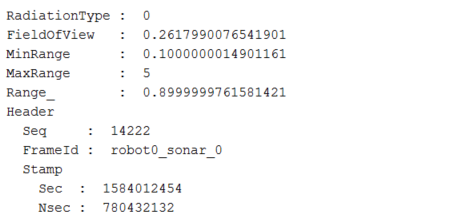 RadiationType :  0
FieldOfView   :  0.2617990076541901
MinRange      :  0.1000000014901161
MaxRange      :  5
Range_        :  0.8999999761581421
Header
  Seq     :  14222
  FrameId :  robot0_sonar_0
  Stamp
    Sec  :  1584012454
    Nsec :  780432132